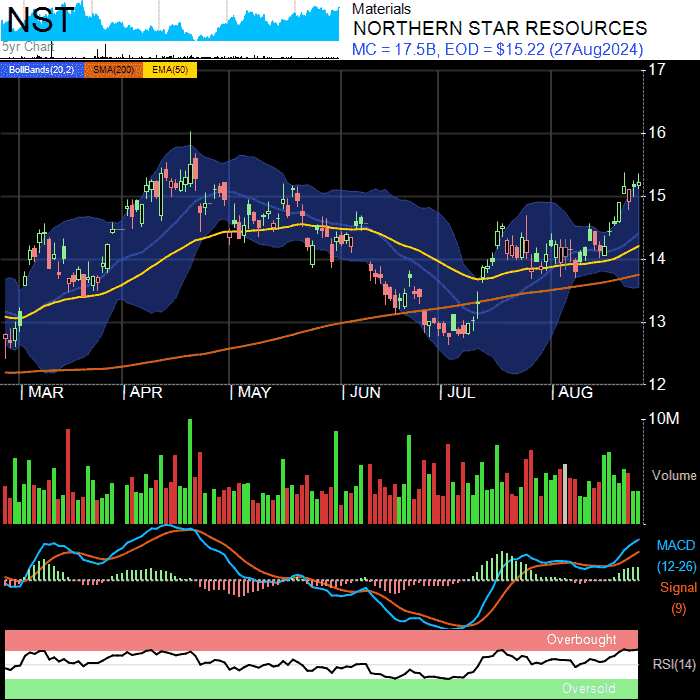 NST
5yr Chart
Materials
NORTHERN STAR RESOURCES
MC = 17.5B, EOD = $15.22 (27Aug2024)
BollBands(20,2) SMA(200) EMA(50)
17
16
15
14
13
12
| MAR | APR | MAY | JUN | JUL | AUG
10M
Volume
MACD
(12-26)
Signal
(9)
Overbought
RSI(14)
Oversold